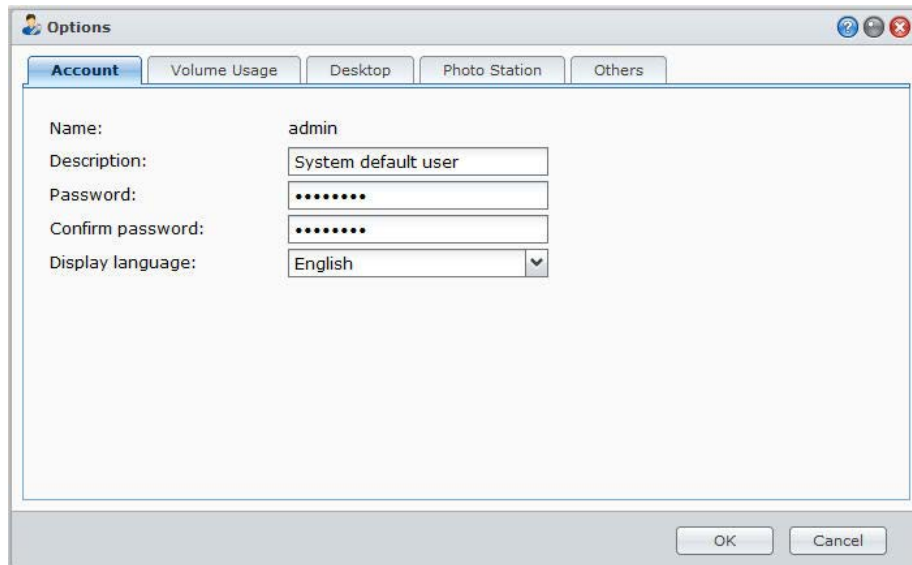 Options
Account Volume Usage Desktop Photo Station Others
Name: admin
Description: System default user
Password: ••••••••
Confirm password: ••••••••
Display language: English
OK Cancel